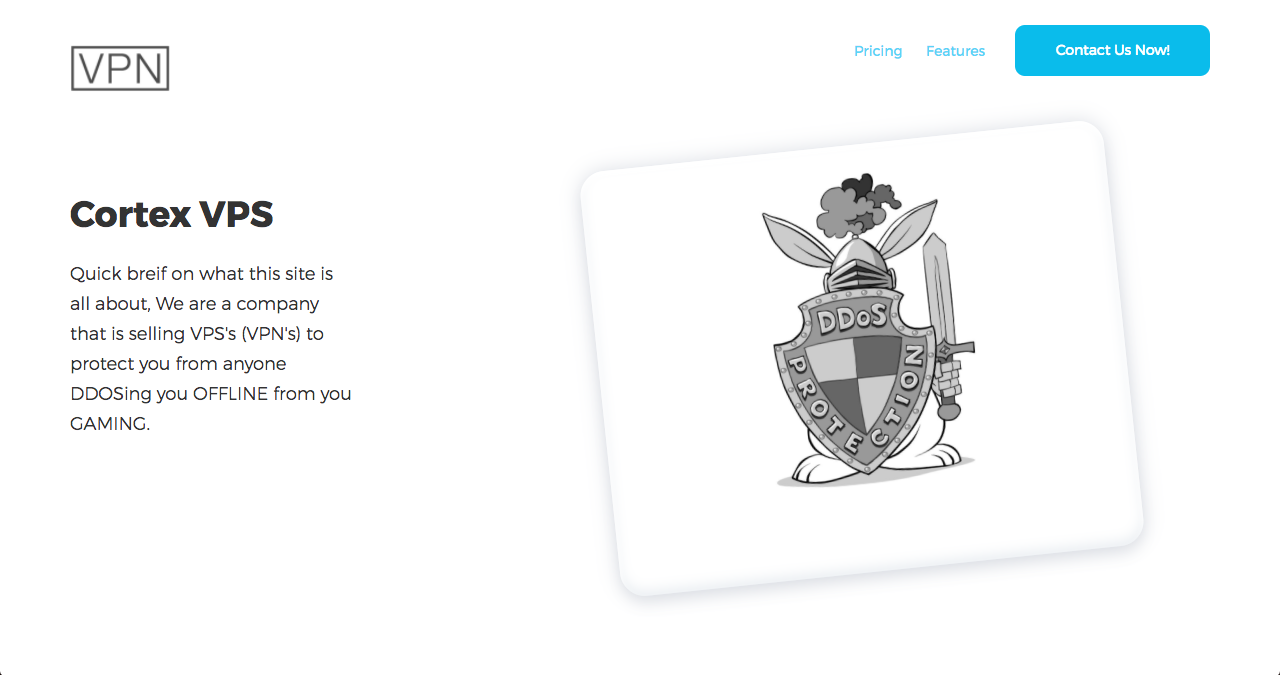 VPN
Pricing Features Contact Us Now!
Cortex VPS
Quick breif on what this site is
all about, We are a company
that is selling VPS's (VPN's) to
protect you from anyone
DDOSing you OFFLINE from you
GAMING.
DDoS
PROTECTION